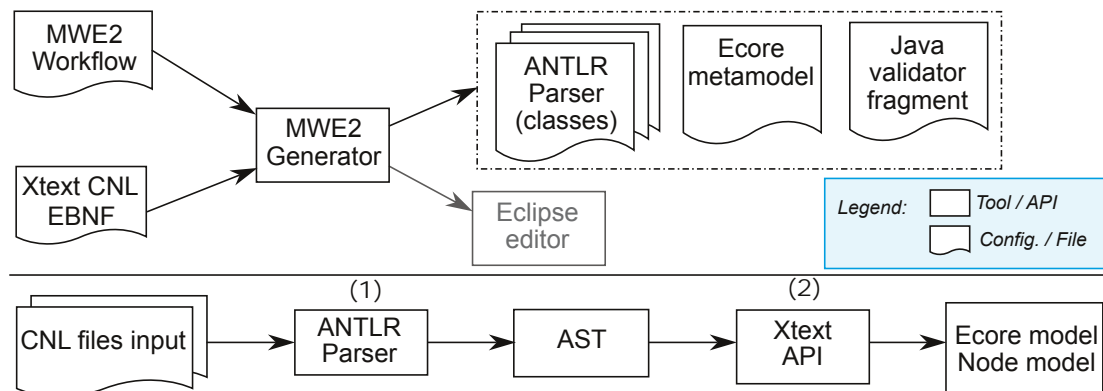 MWE2
Workflow
Xtext CNL
EBNF
MWE2
Generator
ANTLR
Parser
(classes)
Ecore
metamodel
Java
validator
fragment
Eclipse
editor
Legend:
Tool / API
Config. / File
CNL files input
(1)
ANTLR
Parser
AST
(2)
Xtext
API
Ecore model
Node model